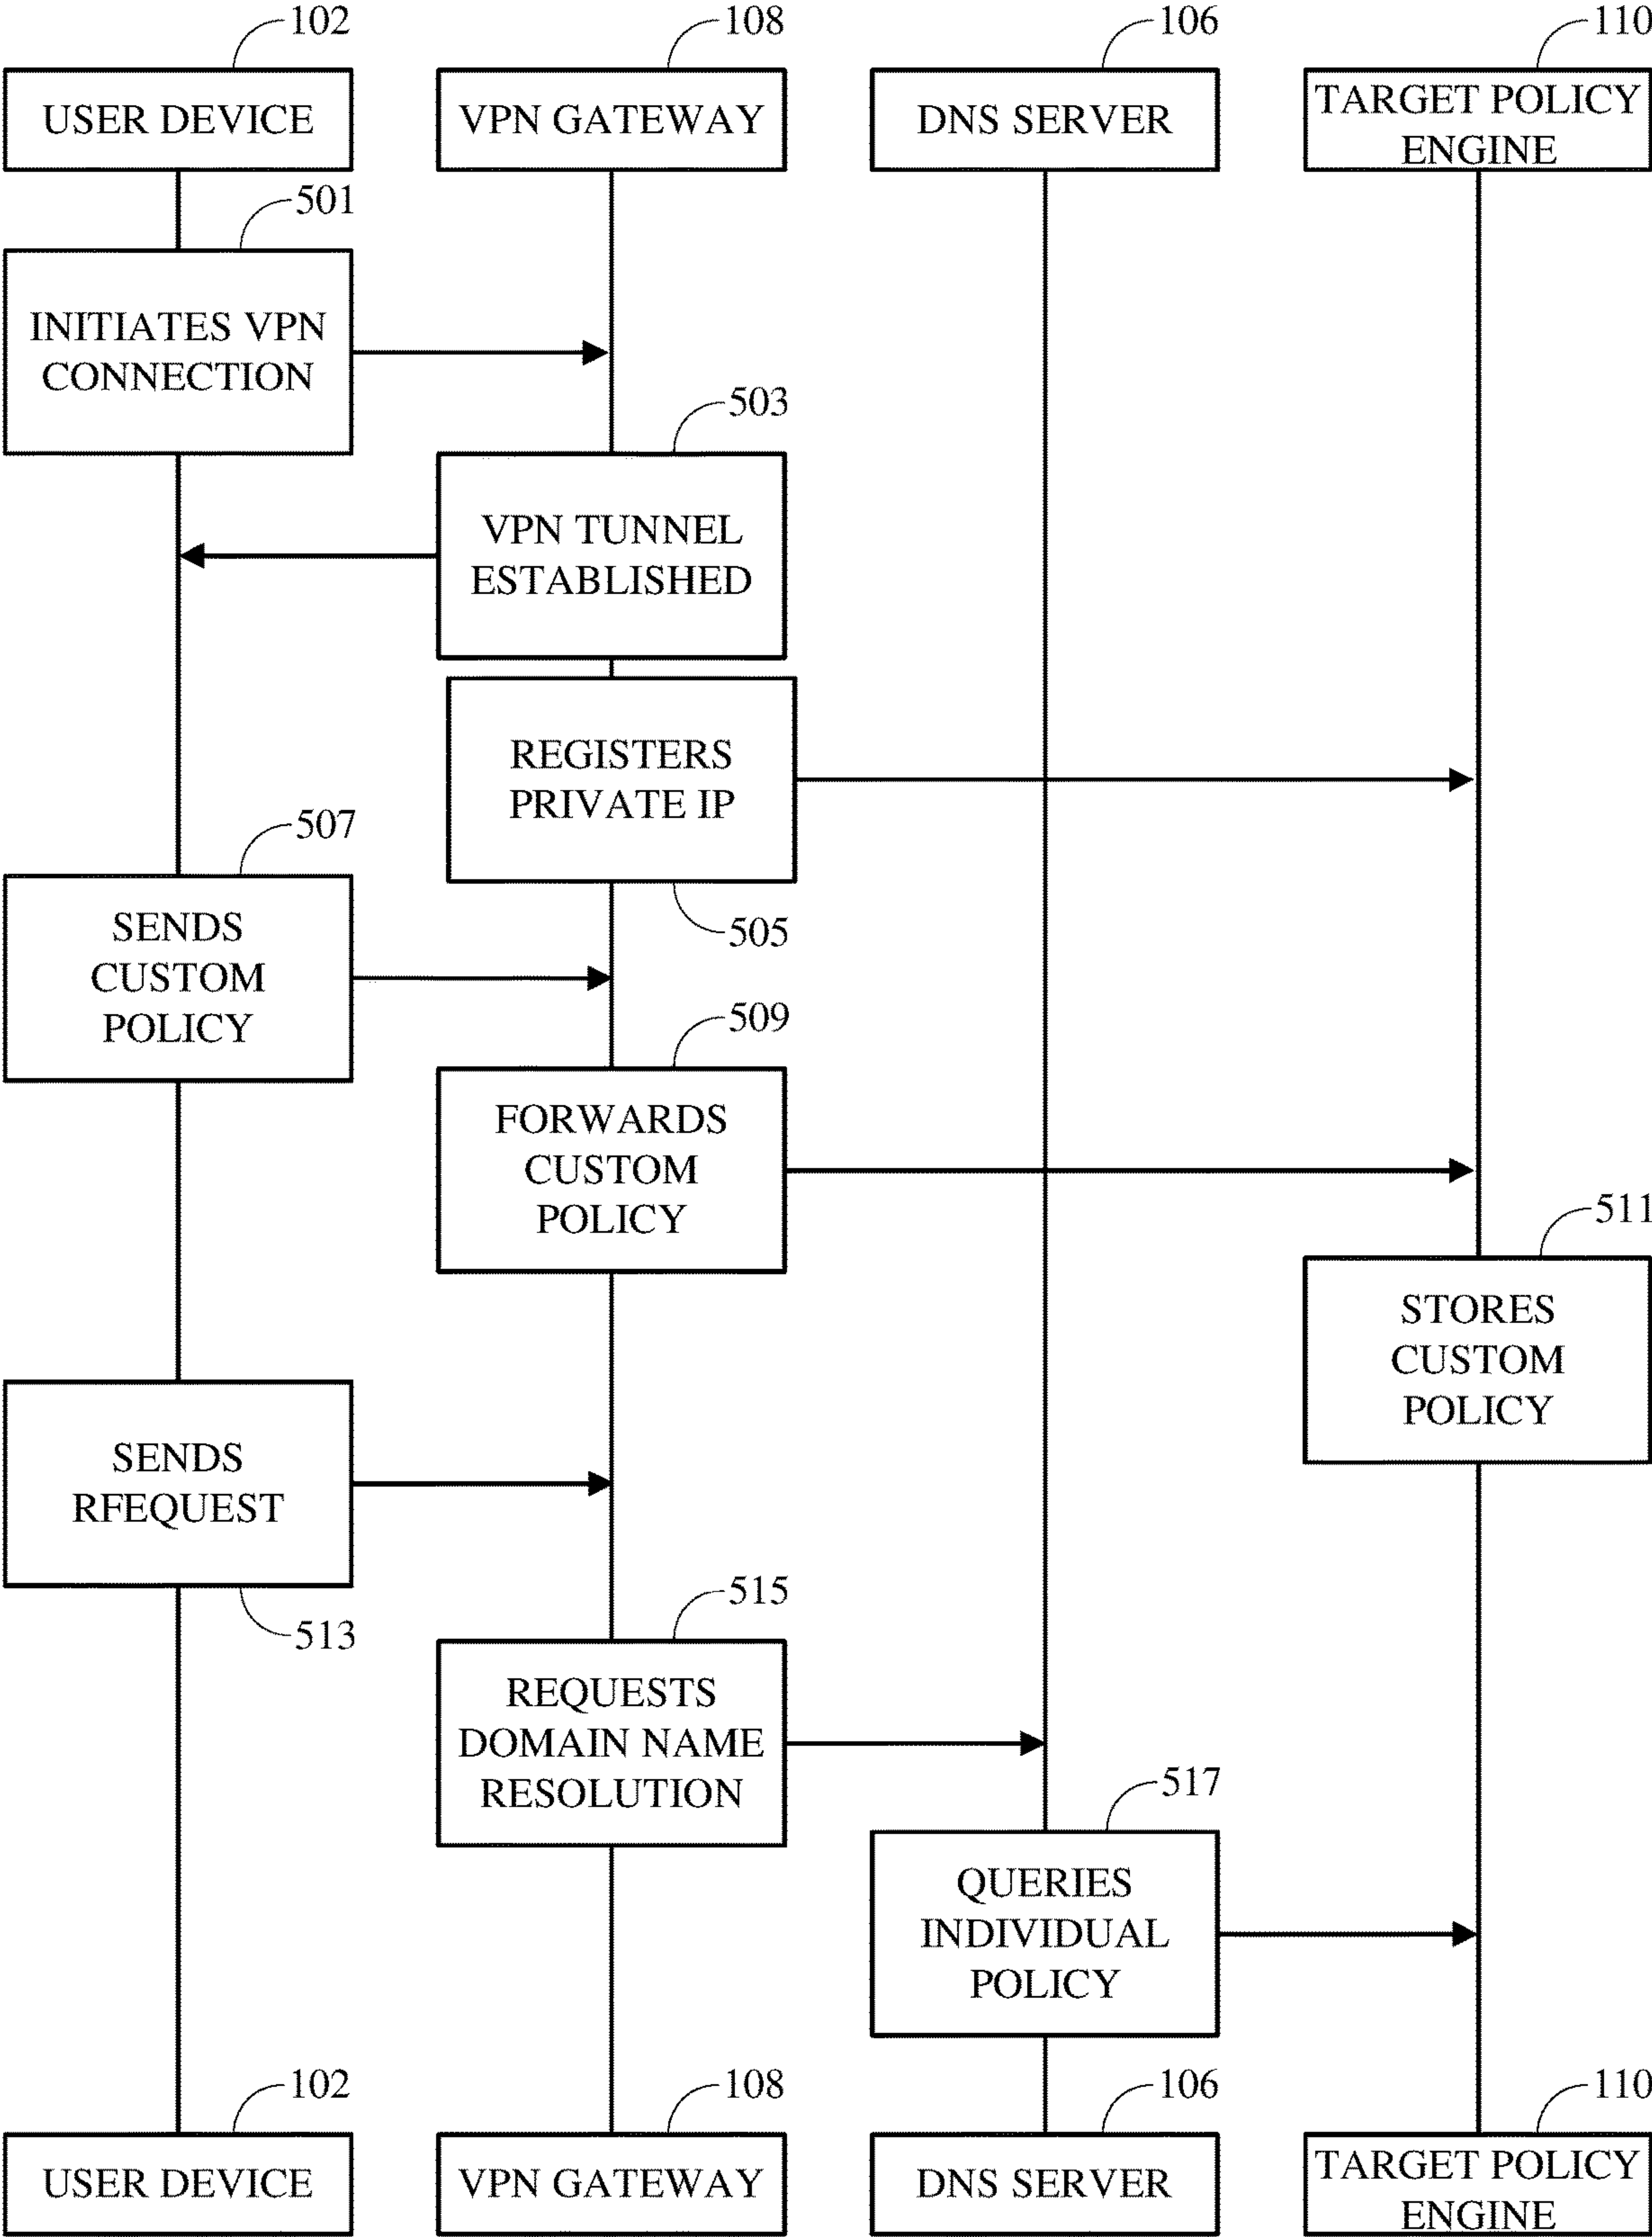 102
108
106
110
USER DEVICE
VPN GATEWAY
DNS SERVER
TARGET POLICY
ENGINE
501
INITIATES VPN
CONNECTION
503
VPN TUNNEL
ESTABLISHED
REGISTERS
PRIVATE IP
505
507
SENDS
CUSTOM
POLICY
509
FORWARDS
CUSTOM
POLICY
511
STORES
CUSTOM
POLICY
SENDS
RFEQUEST
513
515
REQUESTS
DOMAIN NAME
RESOLUTION
517
QUERIES
INDIVIDUAL
POLICY
102
108
106
110
USER DEVICE
VPN GATEWAY
DNS SERVER
TARGET POLICY
ENGINE